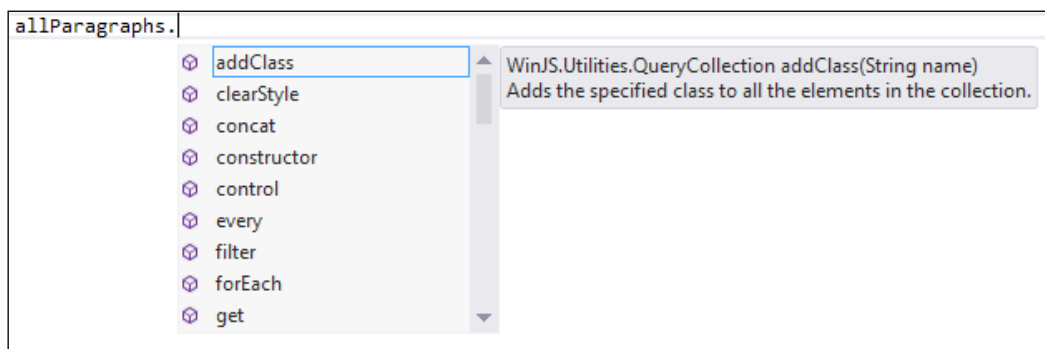 allParagraphs.
addClass
clearStyle
concat
constructor
control
every
filter
forEach
get
WinJS.Utilities.QueryCollection addClass(String name)
Adds the specified class to all the elements in the collection.